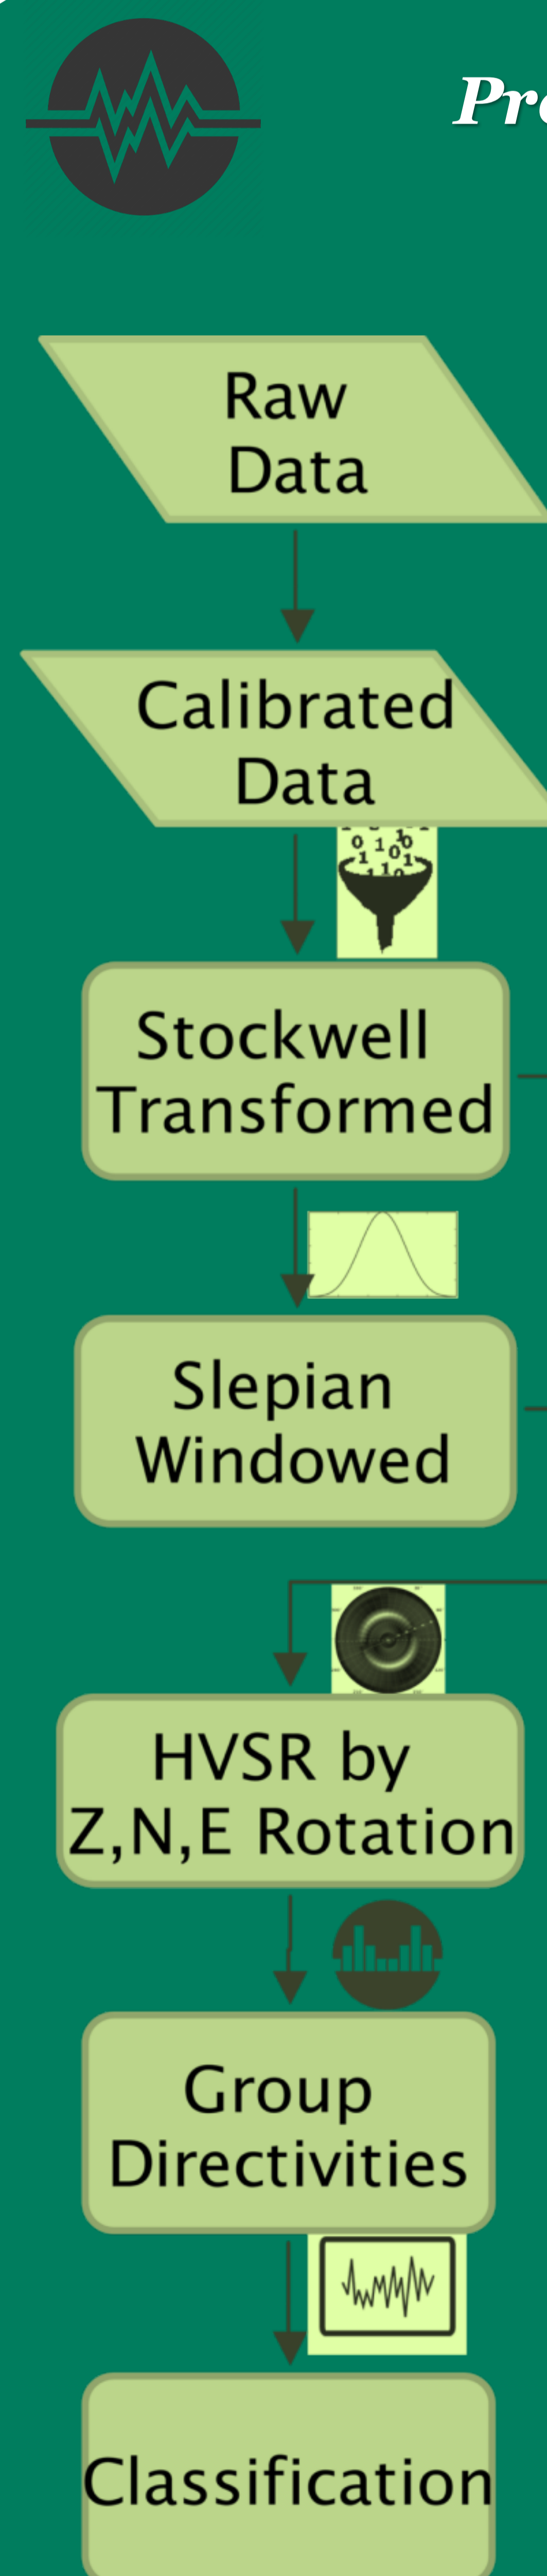 Raw
Data
Calibrated
Data
Stockwell
Transformed
Slepian
Windowed
HVSR by
Z,N,E Rotation
Group
Directivities
Classification